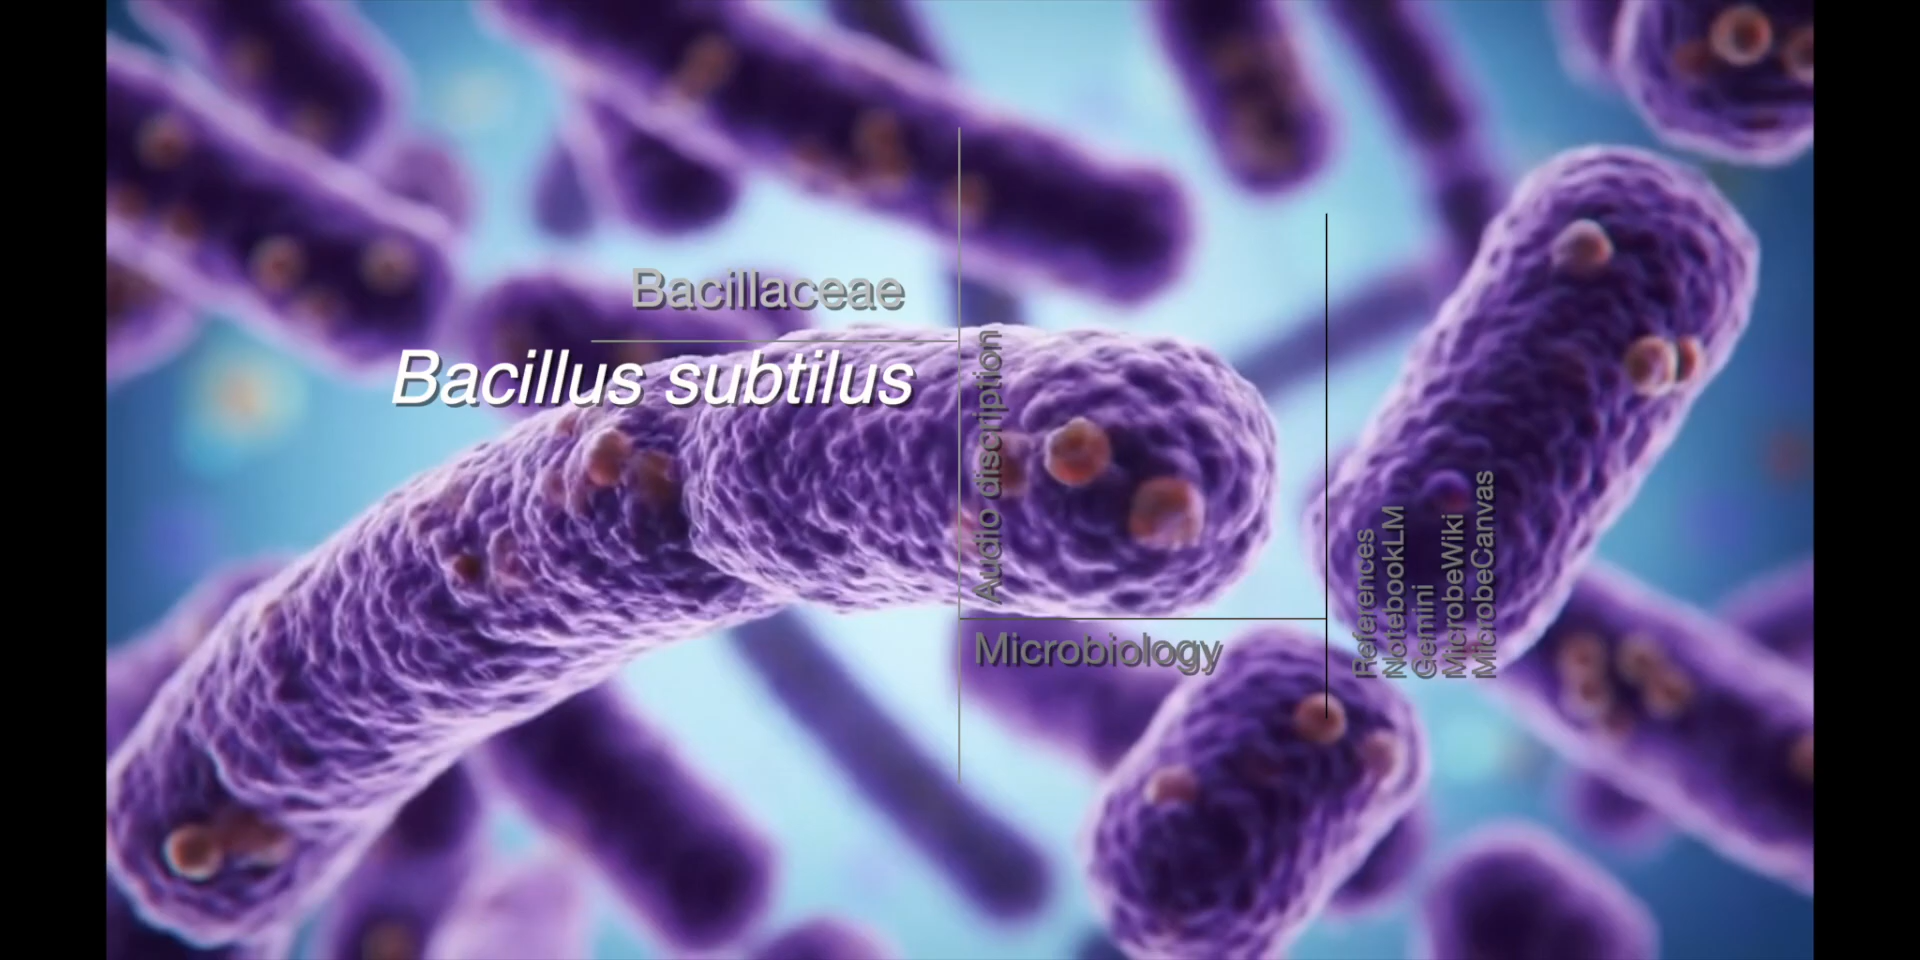 Bacillaceae
Bacillus subtilus
Audio discription
Microbiology
References
NotebookLM
Gemini
MicrobeWiki
MicrobeCanvas